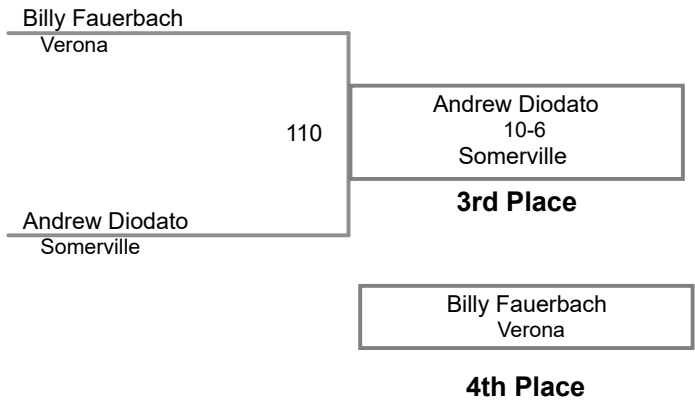 Billy Fauerbach
Verona
110
Andrew Diodato
10-6
Somerville
3rd Place
Andrew Diodato
Somerville
Billy Fauerbach
Verona
4th Place